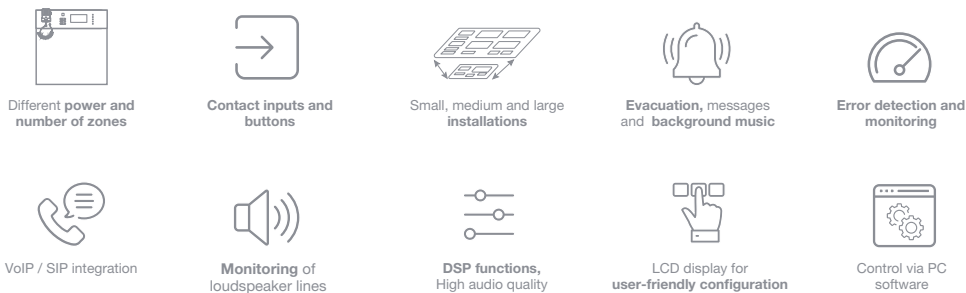 Different power and
number of zones
Contact inputs and
buttons
Small, medium and large
installations
Evacuation, messages
and background music
Error detection and
monitoring
VoIP / SIP integration
Monitoring of
loudspeaker lines
DSP functions,
High audio quality
LCD display for
user-friendly configuration
Control via PC
software